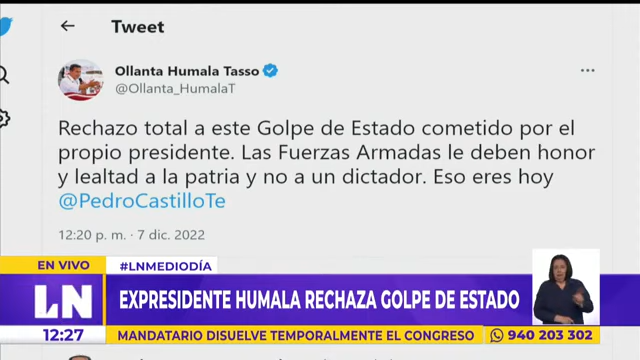 Tweet
Ollanta Humala Tasso
@Ollanta_HumalaT
Rechazo total a este Golpe de Estado cometido por el
propio presidente. Las Fuerzas Armadas le deben honor
y lealtad a la patria y no a un dictador. Eso eres hoy
@PedroCastilloTe
12:20 p. m. · 7 dic. 2022
EN VIVO
#LNMEDIODÍA
LN
EXPRESIDENTE HUMALA RECHAZA GOLPE DE ESTADO
12:27
MANDATARIO DISUELVE TEMPORALMENTE EL CONGRESO
940 203 302